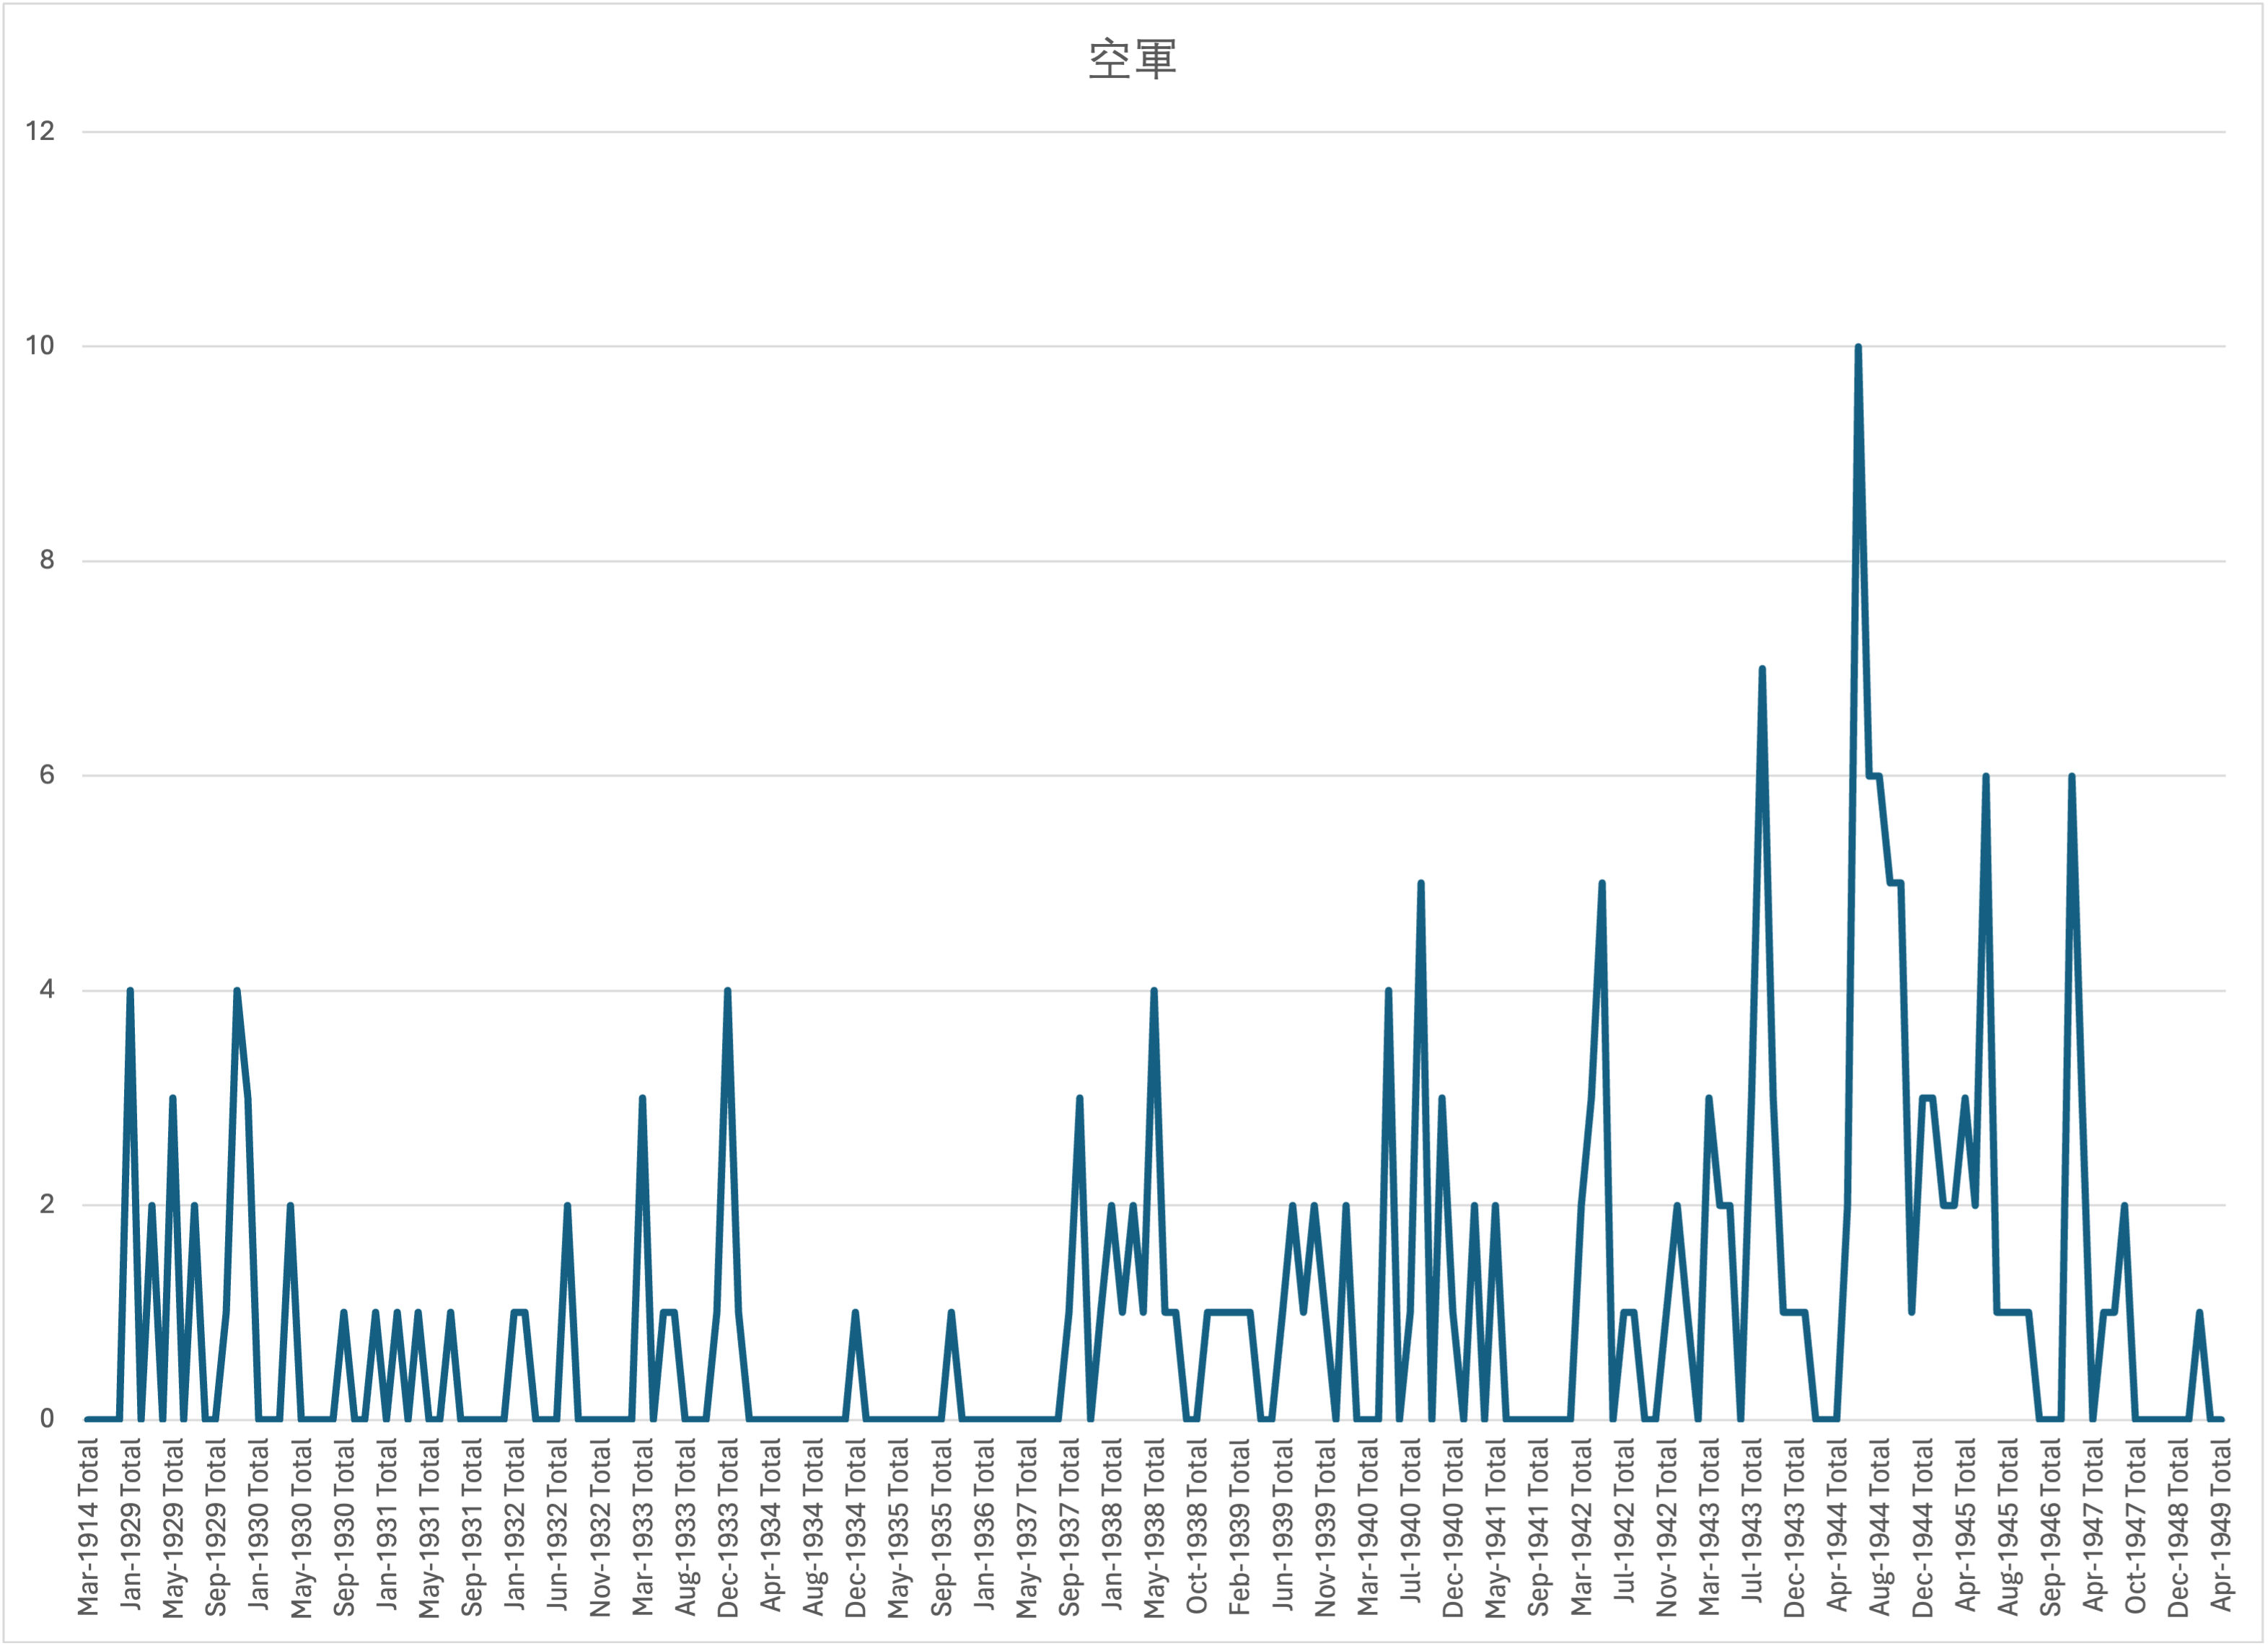 空軍
12
10
8
6
4
2
0
Mar-1914 Total
Jan-1929 Total
May-1929 Total
Sep-1929 Total
Jan-1930 Total
May-1930 Total
Sep-1930 Total
Jan-1931 Total
May-1931 Total
Sep-1931 Total
Jan-1932 Total
Jun-1932 Total
Nov-1932 Total
Mar-1933 Total
Aug-1933 Total
Dec-1933 Total
Apr-1934 Total
Aug-1934 Total
Dec-1934 Total
May-1935 Total
Sep-1935 Total
Jan-1936 Total
May-1937 Total
Sep-1937 Total
Jan-1938 Total
May-1938 Total
Oct-1938 Total
Feb-1939 Total
Jun-1939 Total
Nov-1939 Total
Mar-1940 Total
Jul-1940 Total
Dec-1940 Total
May-1941 Total
Sep-1941 Total
Mar-1942 Total
Jul-1942 Total
Nov-1942 Total
Mar-1943 Total
Jul-1943 Total
Dec-1943 Total
Apr-1944 Total
Aug-1944 Total
Dec-1944 Total
Apr-1945 Total
Aug-1945 Total
Sep-1946 Total
Apr-1947 Total
Oct-1947 Total
Dec-1948 Total
Apr-1949 Total